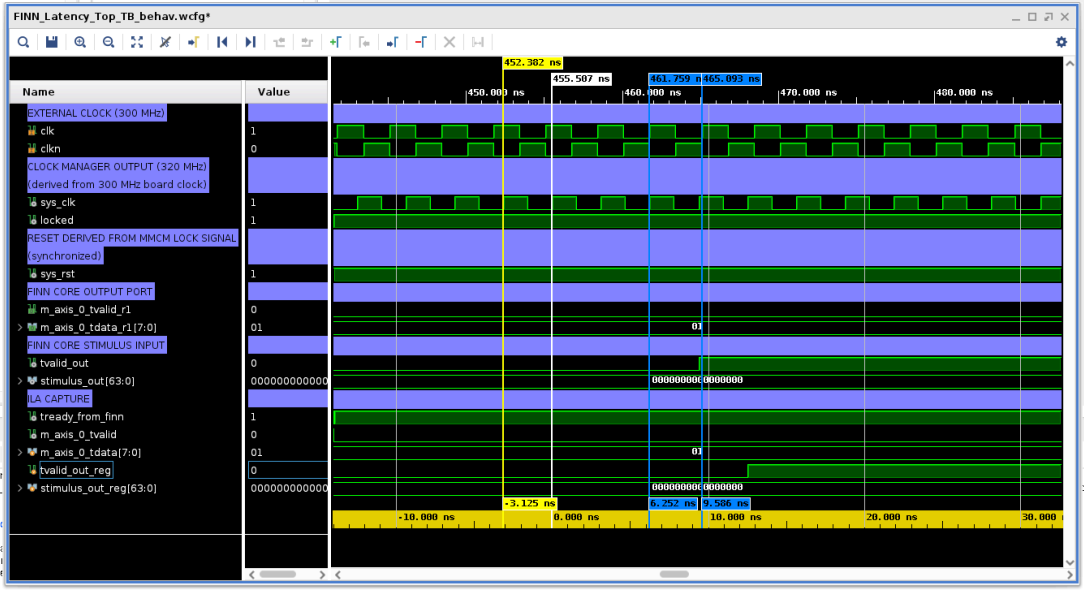 FINN_Latency_Top_TB_behav.wcfg*
452.382 ns
455.507 ns 461.759 n 465.093 ns
Name Value 450.000 ns 460.000 ns 470.000 ns 480.000 ns
EXTERNAL CLOCK (300 MHz)
clk 1
clkn 0
CLOCK MANAGER OUTPUT (320 MHz)
(derived from 300 MHz board clock)
sys_clk 1
locked 1
RESET DERIVED FROM MMCM LOCK SIGNAL
(synchronized)
sys_rst 1
FINN CORE OUTPUT PORT
m_axis_0_tvalid_r1 0
m_axis_0_tdata_r1[7:0] 01 01
FINN CORE STIMULUS INPUT
tvalid_out 0
stimulus_out[63:0] 000000000000 0000000000000000
ILA CAPTURE
tready_from_finn 1
m_axis_0_tvalid 0
m_axis_0_tdata[7:0] 01 01
tvalid_out_reg 0
stimulus_out_reg[63:0] 000000000000 0000000000000000
-3.125 ns 6.252 ns 9.586 ns
-10.000 ns 0.000 ns 10.000 ns 20.000 ns 30.000